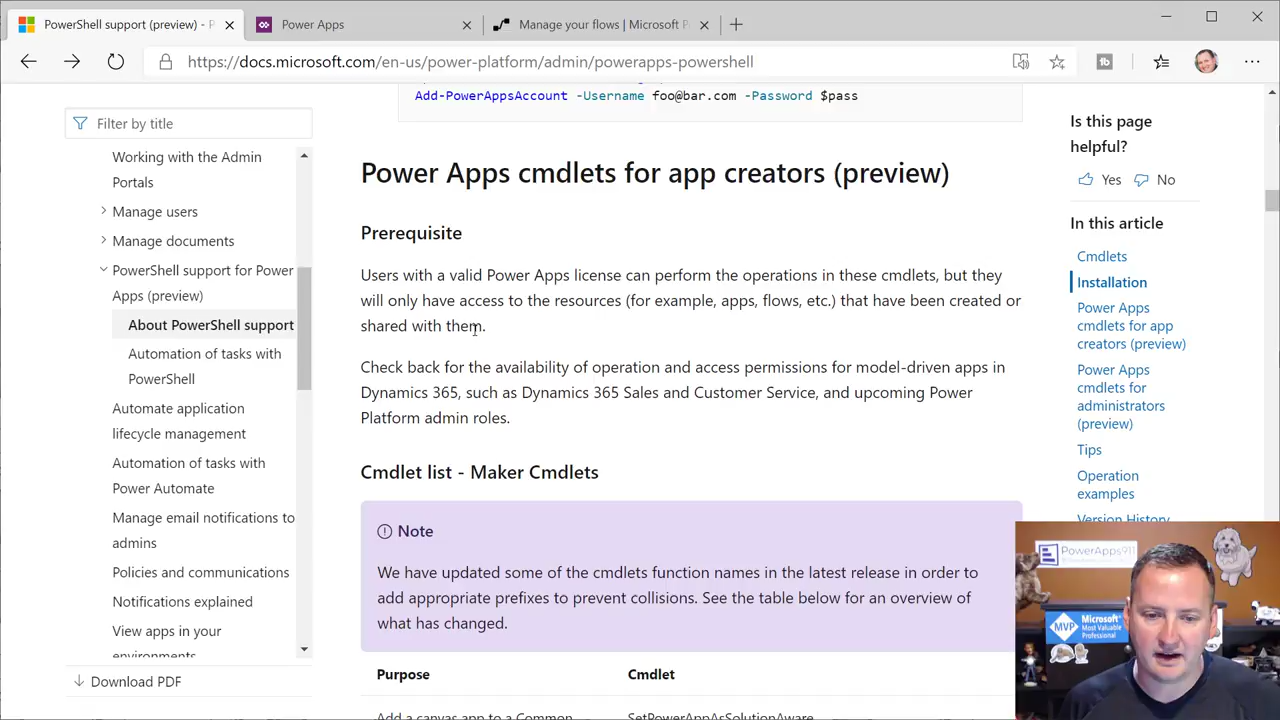 PowerShell support (preview) - P
Power Apps
Manage your flows | Microsoft P
https://docs.microsoft.com/en-us/power-platform/admin/powerapps-powershell
Filter by title
Working with the Admin
Portals
Manage users
Manage documents
PowerShell support for Power
Apps (preview)
About PowerShell support
Automation of tasks with
PowerShell
Automate application
lifecycle management
Automation of tasks with
Power Automate
Manage email notifications to
admins
Policies and communications
Notifications explained
View apps in your
environments
Download PDF
Add-PowerAppsAccount -Username foo@bar.com -Password $pass
Power Apps cmdlets for app creators (preview)
Prerequisite
Users with a valid Power Apps license can perform the operations in these cmdlets, but they
will only have access to the resources (for example, apps, flows, etc.) that have been created or
shared with them.
Check back for the availability of operation and access permissions for model-driven apps in
Dynamics 365, such as Dynamics 365 Sales and Customer Service, and upcoming Power
Platform admin roles.
Cmdlet list - Maker Cmdlets
Note
We have updated some of the cmdlets function names in the latest release in order to
add appropriate prefixes to prevent collisions. See the table below for an overview of
what has changed.
Purpose Cmdlet
Add a canvas app to a Common SetPowerAppAsSolutionAware
Is this page
helpful?
Yes No
In this article
Cmdlets
Installation
Power Apps
cmdlets for app
creators (preview)
Power Apps
cmdlets for
administrators
(preview)
Tips
Operation
examples
Version History
PowerApps911
MVP
Microsoft
Most Valuable
Professional